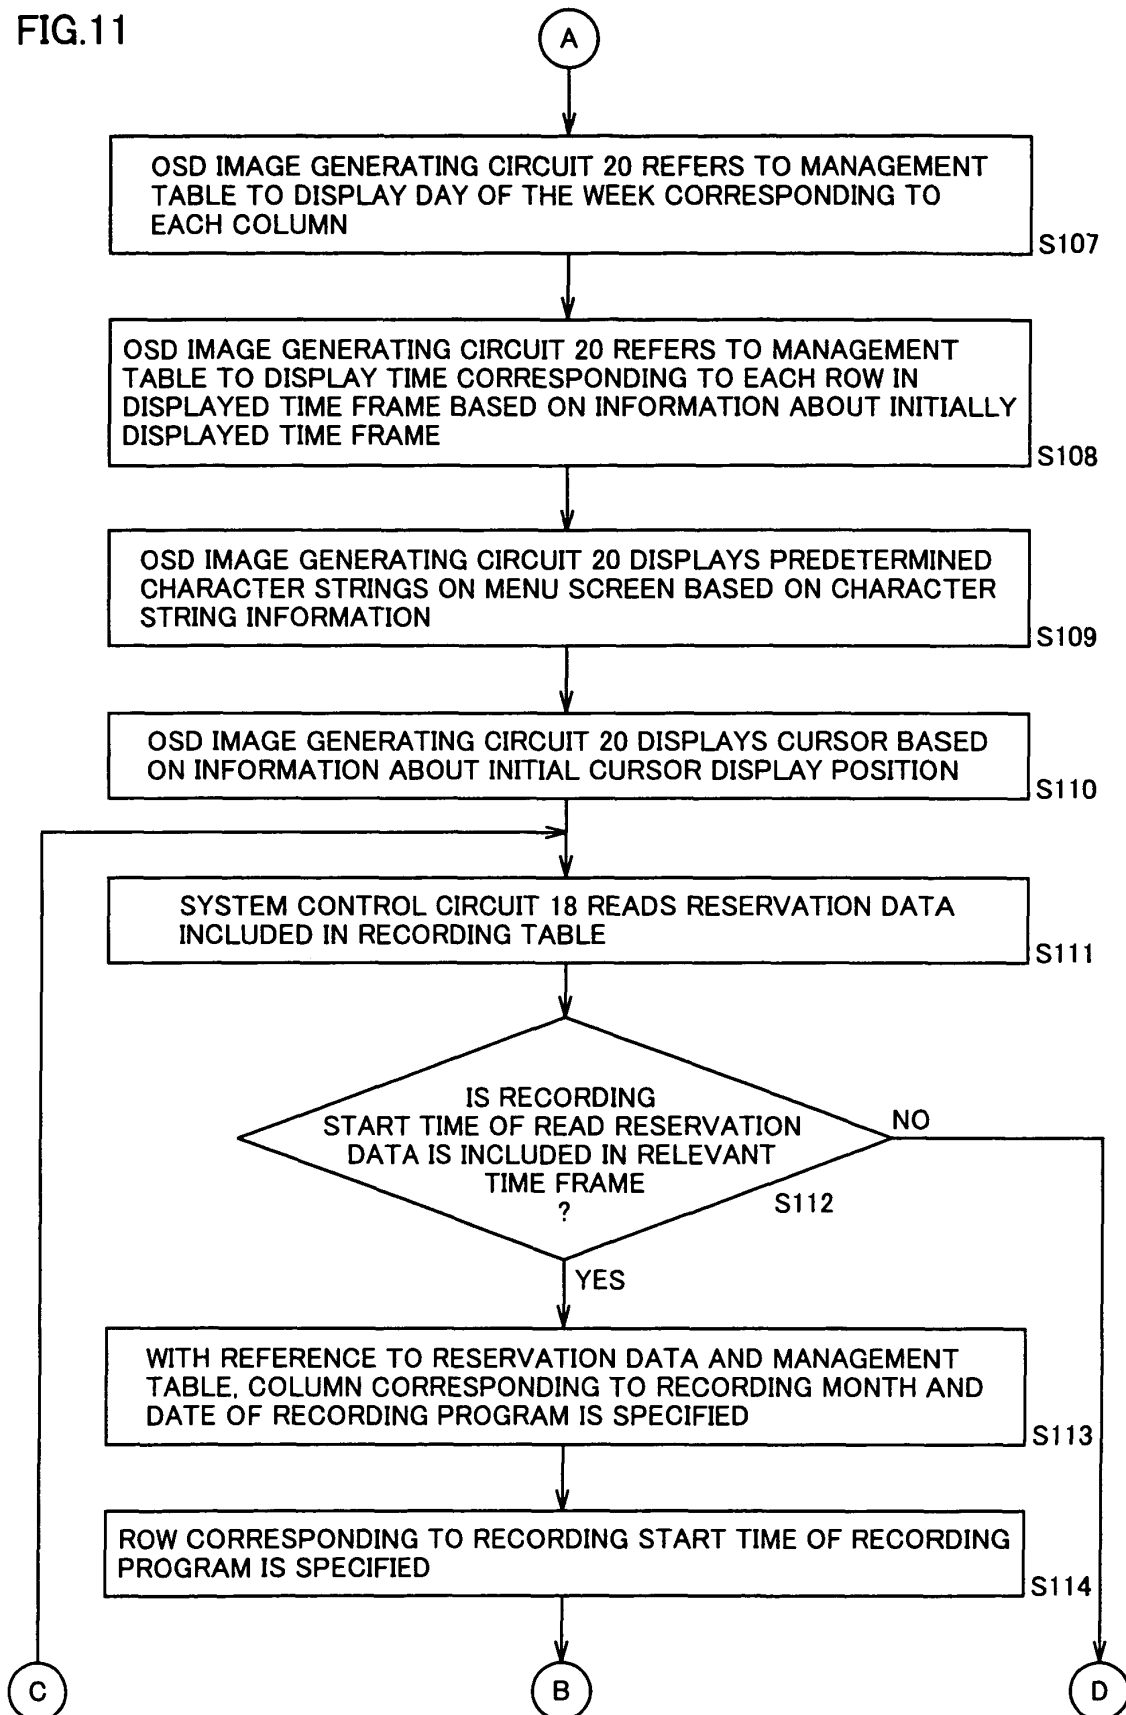 FIG.11
A
OSD IMAGE GENERATING CIRCUIT 20 REFERS TO MANAGEMENT
TABLE TO DISPLAY DAY OF THE WEEK CORRESPONDING TO
EACH COLUMN
S107
OSD IMAGE GENERATING CIRCUIT 20 REFERS TO MANAGEMENT
TABLE TO DISPLAY TIME CORRESPONDING TO EACH ROW IN
DISPLAYED TIME FRAME BASED ON INFORMATION ABOUT INITIALLY
DISPLAYED TIME FRAME
S108
OSD IMAGE GENERATING CIRCUIT 20 DISPLAYS PREDETERMINED
CHARACTER STRINGS ON MENU SCREEN BASED ON CHARACTER
STRING INFORMATION
S109
OSD IMAGE GENERATING CIRCUIT 20 DISPLAYS CURSOR BASED
ON INFORMATION ABOUT INITIAL CURSOR DISPLAY POSITION
S110
SYSTEM CONTROL CIRCUIT 18 READS RESERVATION DATA
INCLUDED IN RECORDING TABLE
S111
IS RECORDING
START TIME OF READ RESERVATION
DATA IS INCLUDED IN RELEVANT
TIME FRAME
?
NO
S112
YES
WITH REFERENCE TO RESERVATION DATA AND MANAGEMENT
TABLE, COLUMN CORRESPONDING TO RECORDING MONTH AND
DATE OF RECORDING PROGRAM IS SPECIFIED
S113
ROW CORRESPONDING TO RECORDING START TIME OF RECORDING
PROGRAM IS SPECIFIED
S114
C
B
D